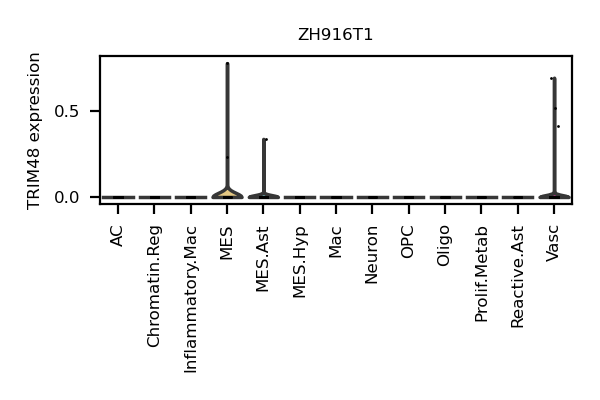 ZH916T1
TRIM48 expression
0.5
0.0
AC
Chromatin.Reg
Inflammatory.Mac
MES
MES.Ast
MES.Hyp
Mac
Neuron
OPC
Oligo
Prolif.Metab
Reactive.Ast
Vasc